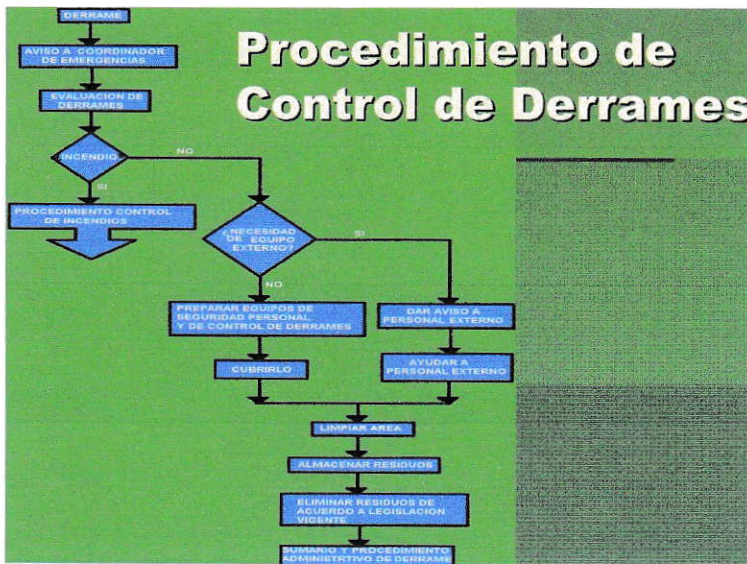 Procedimiento de
Control de Derrames
DERRAME
AVISO A COORDINADOR
DE EMERGENCIAS
EVALUACION DE
DERRAMES
INCENDIO
NO
SI
PROCEDIMIENTO CONTROL
DE INCENDIOS
¿NECESIDAD
DE EQUIPO
EXTERNO?
SI
NO
PREPARAR EQUIPOS DE
SEGURIDAD PERSONAL
Y DE CONTROL DE DERRAMES
DAR AVISO A
PERSONAL EXTERNO
CUBRIRLO
AYUDAR A
PERSONAL EXTERNO
LIMPIAR AREA
ALMACENAR RESIDUOS
ELIMINAR RESIDUOS DE
ACUERDO A LEGISLACION
VIGENTE
SUMARIO Y PROCEDIMIENTO
ADMINISTRTIVO DE DERRAME